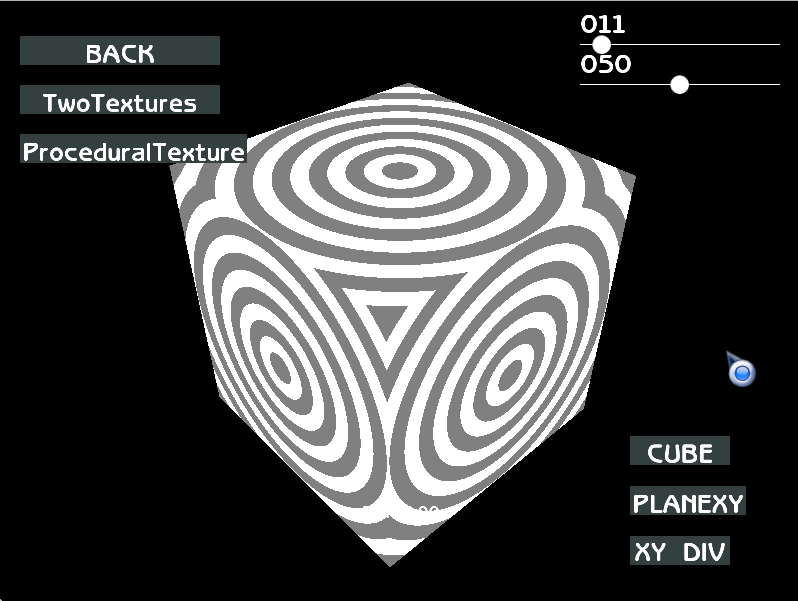 BACK
TwoTextures
ProceduralTexture
011
050
CUBE
PLANEXY
XY DIV